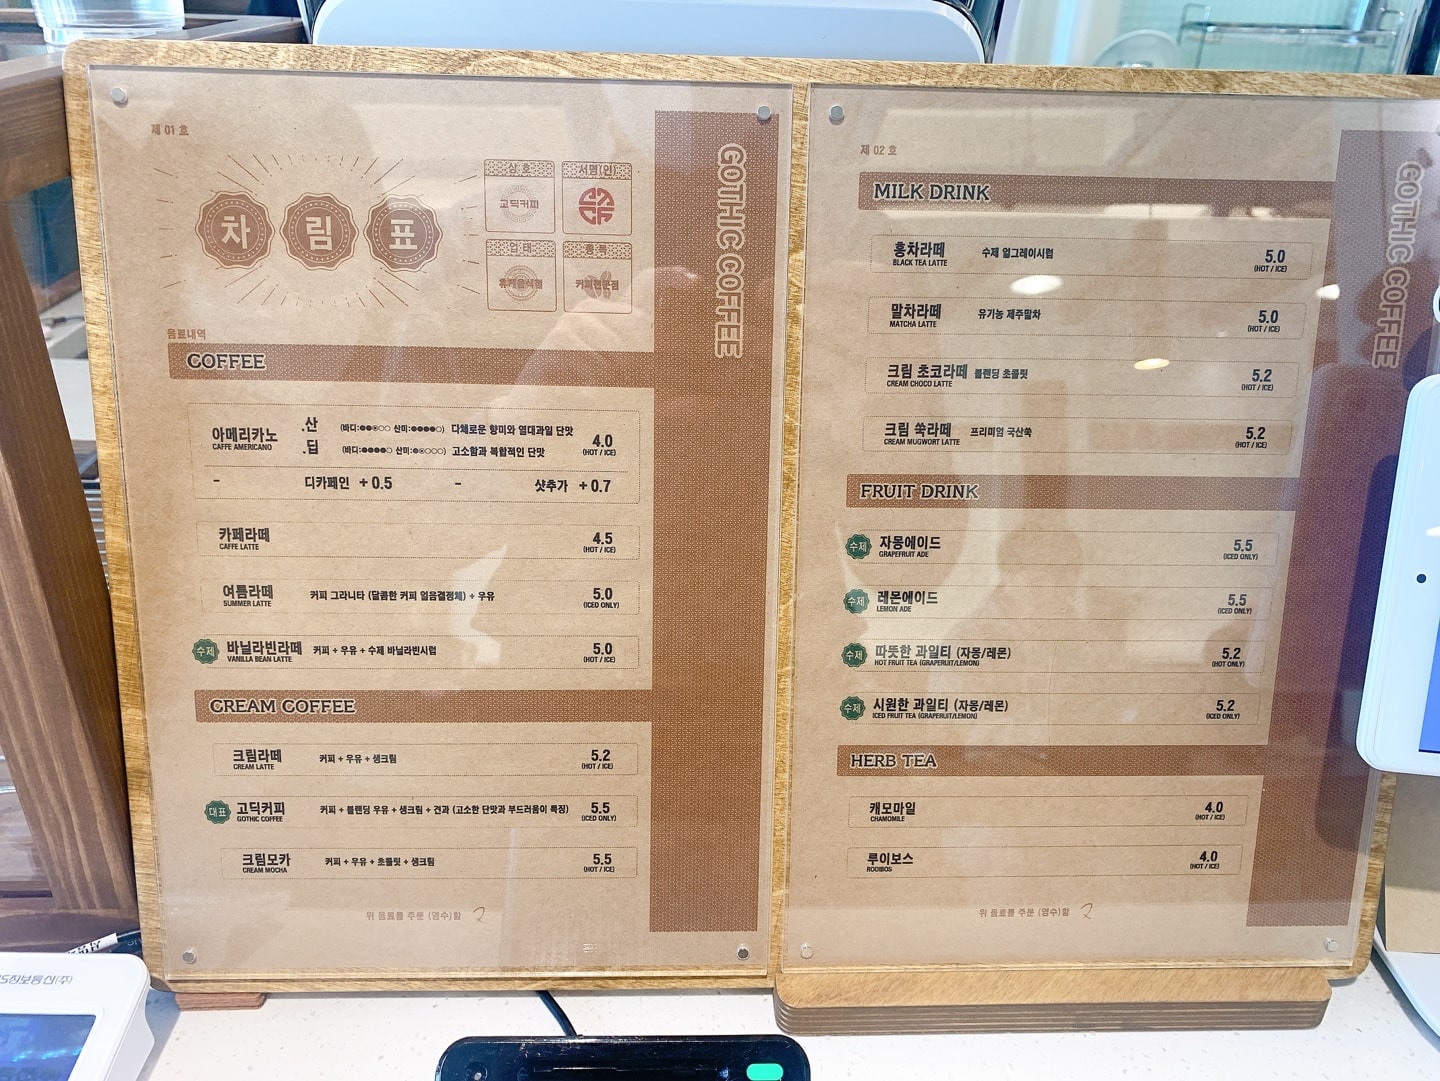 제 01 호
차림표
상 호
고딕커피
서명(인)
업 태
휴게음식점
종 목
커피전문점
GOTHIC COFFEE
음료내역
COFFEE
아메리카노
CAFFE AMERICANO
.산 (바디:●●◉○○ 산미:●●●●○) 다채로운 향미와 열대과일 단맛
.딥 (바디:●●●●○ 산미:●◉○○○) 고소함과 복합적인 단맛
4.0
(HOT / ICE)
- 디카페인 +0.5 - 샷추가 +0.7
카페라떼 4.5
CAFFE LATTE (HOT / ICE)
여름라떼 커피 그라니타 (달콤한 커피 얼음결정체) + 우유 5.0
SUMMER LATTE (ICED ONLY)
수제 바닐라빈라떼 커피 + 우유 + 수제 바닐라빈시럽 5.0
VANILLA BEAN LATTE (HOT / ICE)
CREAM COFFEE
크림라떼 커피 + 우유 + 생크림 5.2
CREAM LATTE (HOT / ICE)
대표 고딕커피 커피 + 블렌딩 우유 + 생크림 + 견과 (고소한 단맛과 부드러움이 특징) 5.5
GOTHIC COFFEE (ICED ONLY)
크림모카 커피 + 우유 + 초콜릿 + 생크림 5.5
CREAM MOCHA (HOT / ICE)
위 음료를 주문 (영수)함
제 02 호
GOTHIC COFFEE
MILK DRINK
홍차라떼 수제 얼그레이시럽 5.0
BLACK TEA LATTE (HOT / ICE)
말차라떼 유기농 제주말차 5.0
MATCHA LATTE (HOT / ICE)
크림 초코라떼 블렌딩 초콜릿 5.2
CREAM CHOCO LATTE (HOT / ICE)
크림 쑥라떼 프리미엄 국산쑥 5.2
CREAM MUGWORT LATTE (HOT / ICE)
FRUIT DRINK
수제 자몽에이드 5.5
GRAPEFRUIT ADE (ICED ONLY)
수제 레몬에이드 5.5
LEMON ADE (ICED ONLY)
수제 따뜻한 과일티 (자몽/레몬) 5.2
HOT FRUIT TEA (GRAPERUIT/LEMON) (HOT ONLY)
수제 시원한 과일티 (자몽/레몬) 5.2
ICED FRUIT TEA (GRAPERUIT/LEMON) (ICED ONLY)
HERB TEA
캐모마일 4.0
CHAMOMILE (HOT / ICE)
루이보스 4.0
ROOIBOS (HOT / ICE)
위 음료를 주문 (영수)함
정보통신(주)